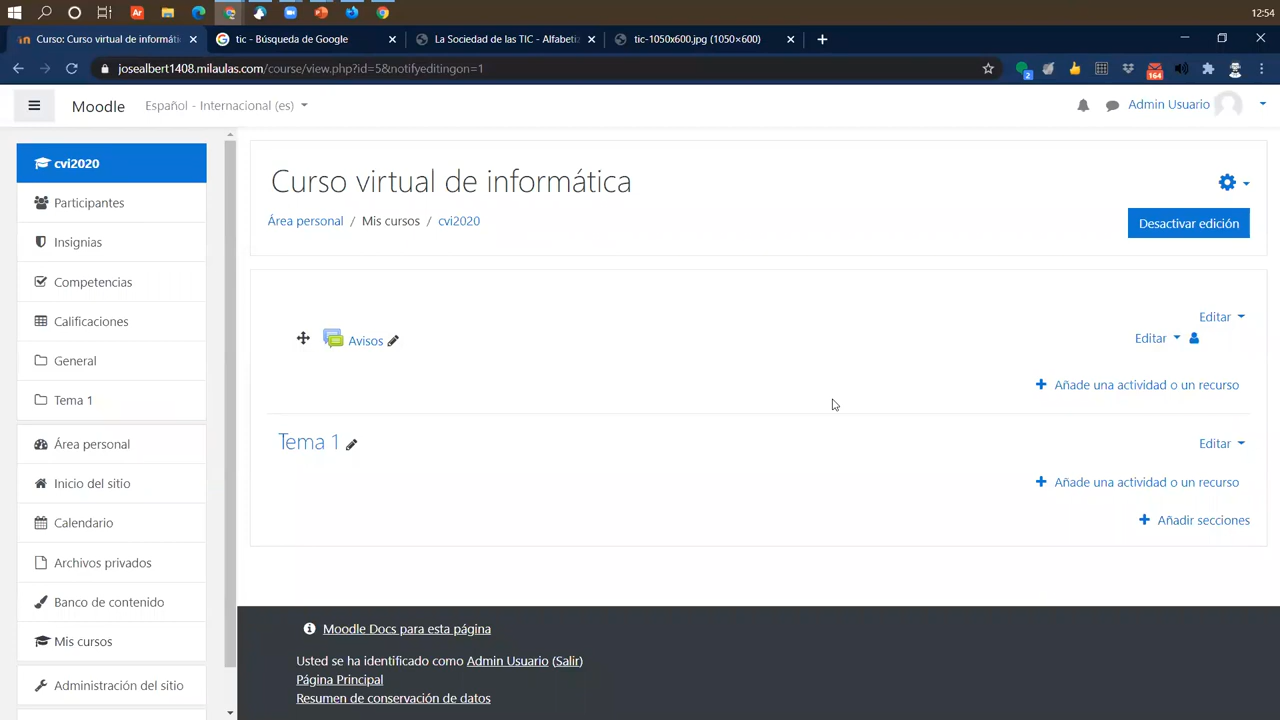 12:54
Curso: Curso virtual de informátic
tic - Búsqueda de Google
La Sociedad de las TIC - Alfabetiz
tic-1050x600.jpg (1050×600)
josealbert1408.milaulas.com/course/view.php?id=5&notifyeditingon=1
2
164
Moodle
Español - Internacional (es)
Admin Usuario
cvi2020
Participantes
Insignias
Competencias
Calificaciones
General
Tema 1
Área personal
Inicio del sitio
Calendario
Archivos privados
Banco de contenido
Mis cursos
Administración del sitio
Curso virtual de informática
Área personal / Mis cursos / cvi2020
Desactivar edición
Editar
Avisos
Editar
Añade una actividad o un recurso
Tema 1
Editar
Añade una actividad o un recurso
Añadir secciones
Moodle Docs para esta página
Usted se ha identificado como Admin Usuario (Salir)
Página Principal
Resumen de conservación de datos